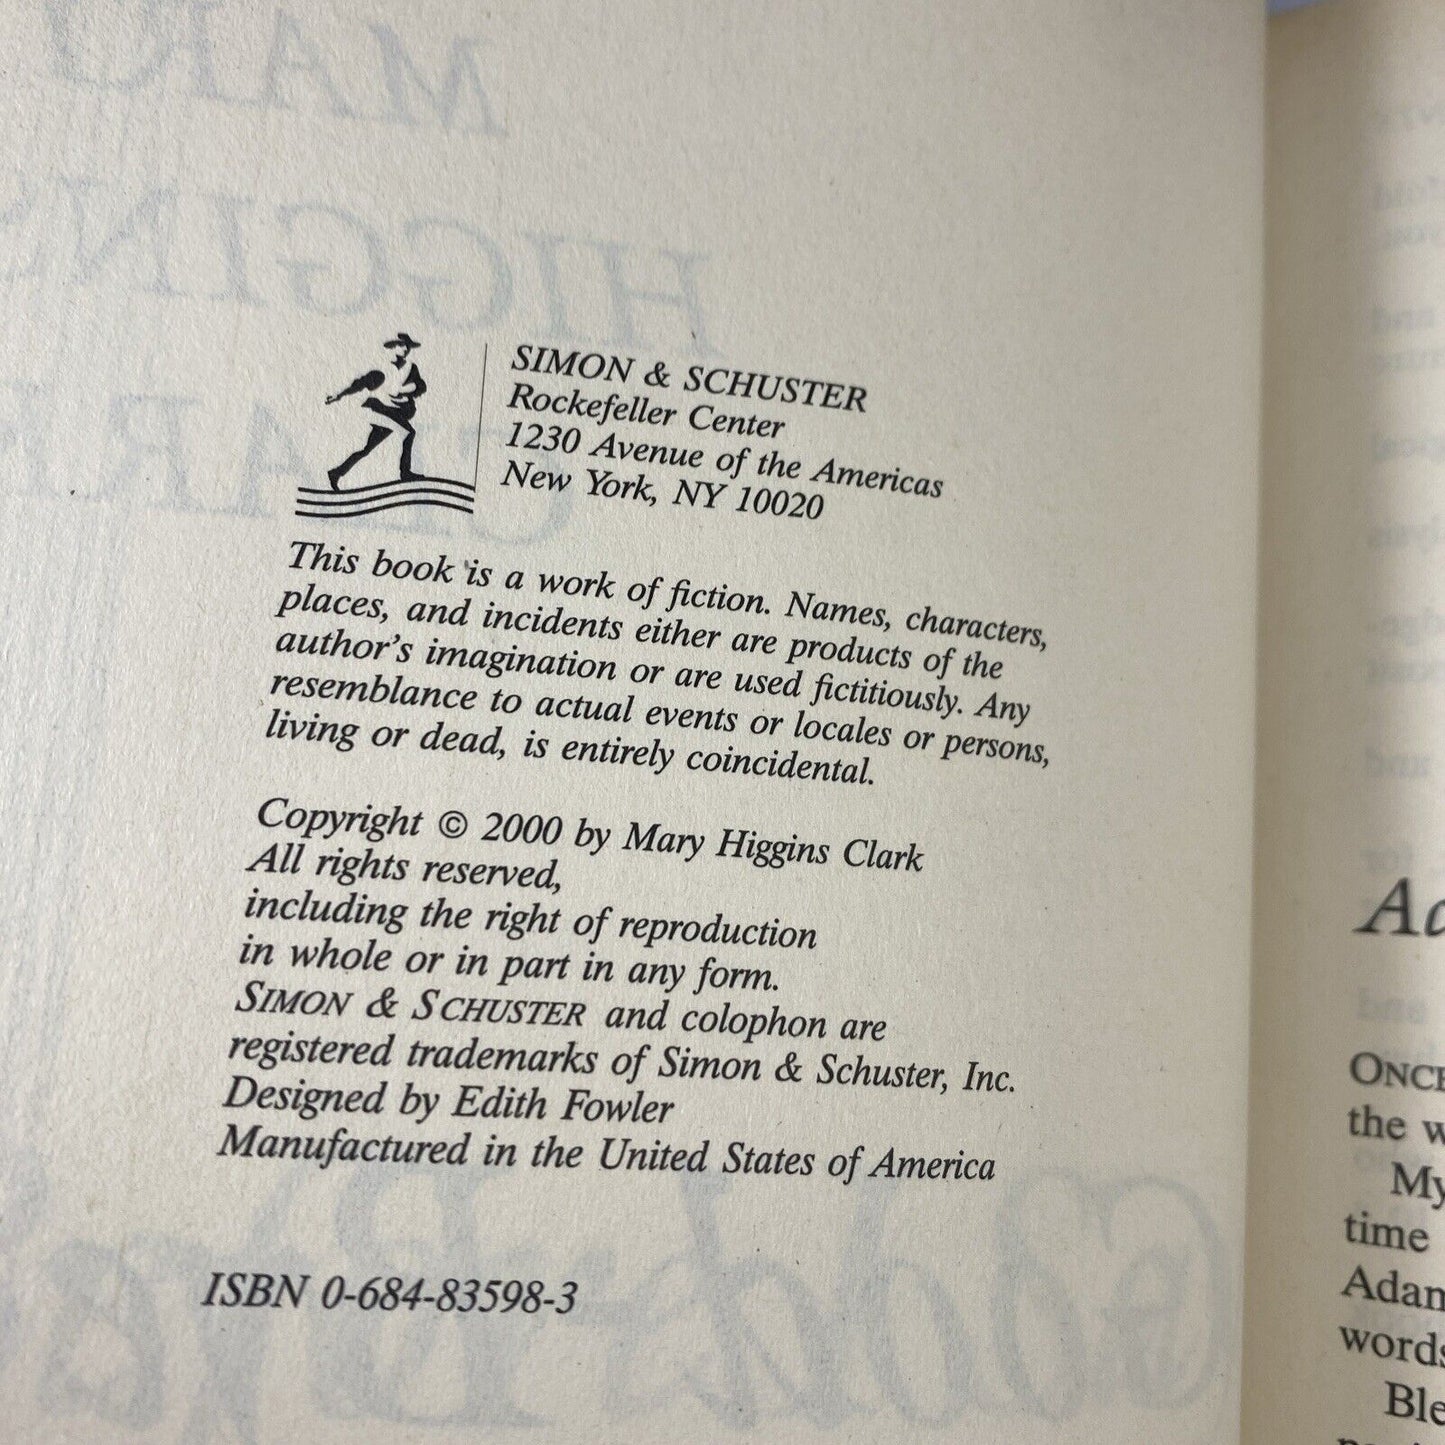 SIMON & SCHUSTER
Rockefeller Center
1230 Avenue of the Americas
New York, NY 10020
This book is a work of fiction. Names, characters,
places, and incidents either are products of the
author's imagination or are used fictitiously. Any
resemblance to actual events or locales or persons,
living or dead, is entirely coincidental.
Copyright © 2000 by Mary Higgins Clark
All rights reserved,
including the right of reproduction
in whole or in part in any form.
SIMON & SCHUSTER and colophon are
registered trademarks of Simon & Schuster, Inc.
Designed by Edith Fowler
Manufactured in the United States of America
ISBN 0-684-83598-3
the
My
time
words